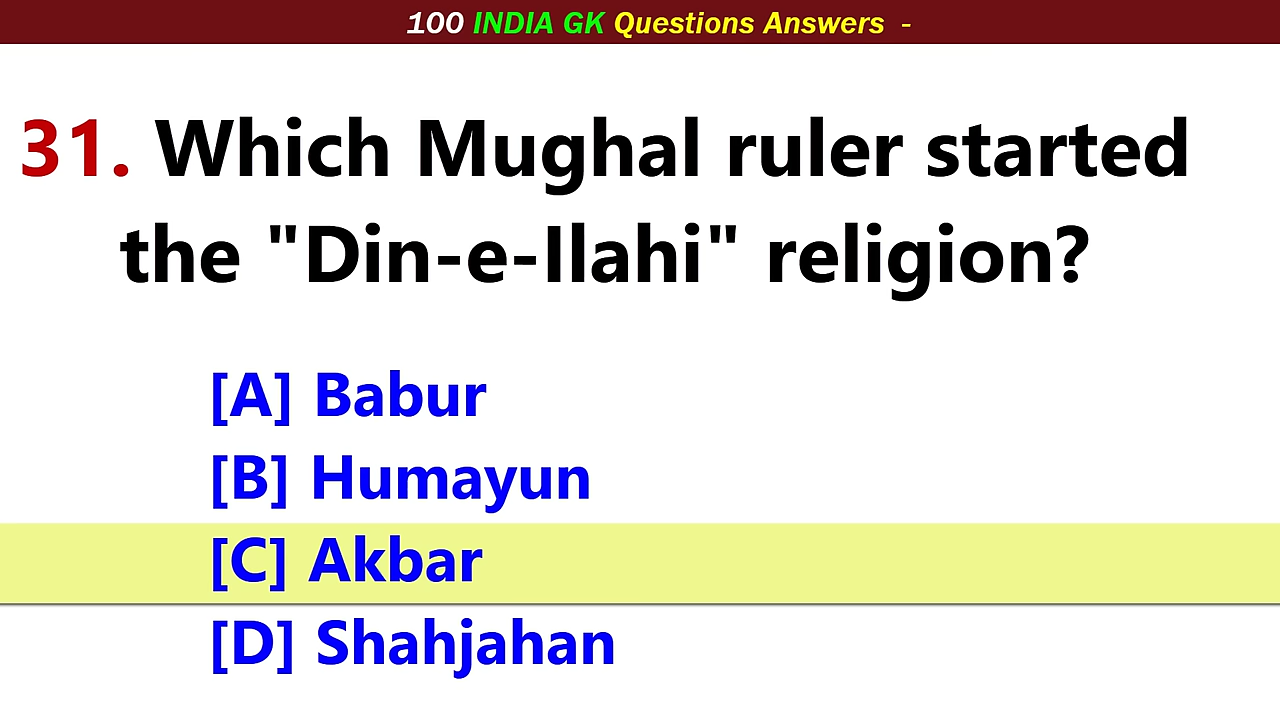 100 INDIA GK Questions Answers -
31. Which Mughal ruler started
the "Din-e-Ilahi" religion?
[A] Babur
[B] Humayun
[C] Akbar
[D] Shahjahan